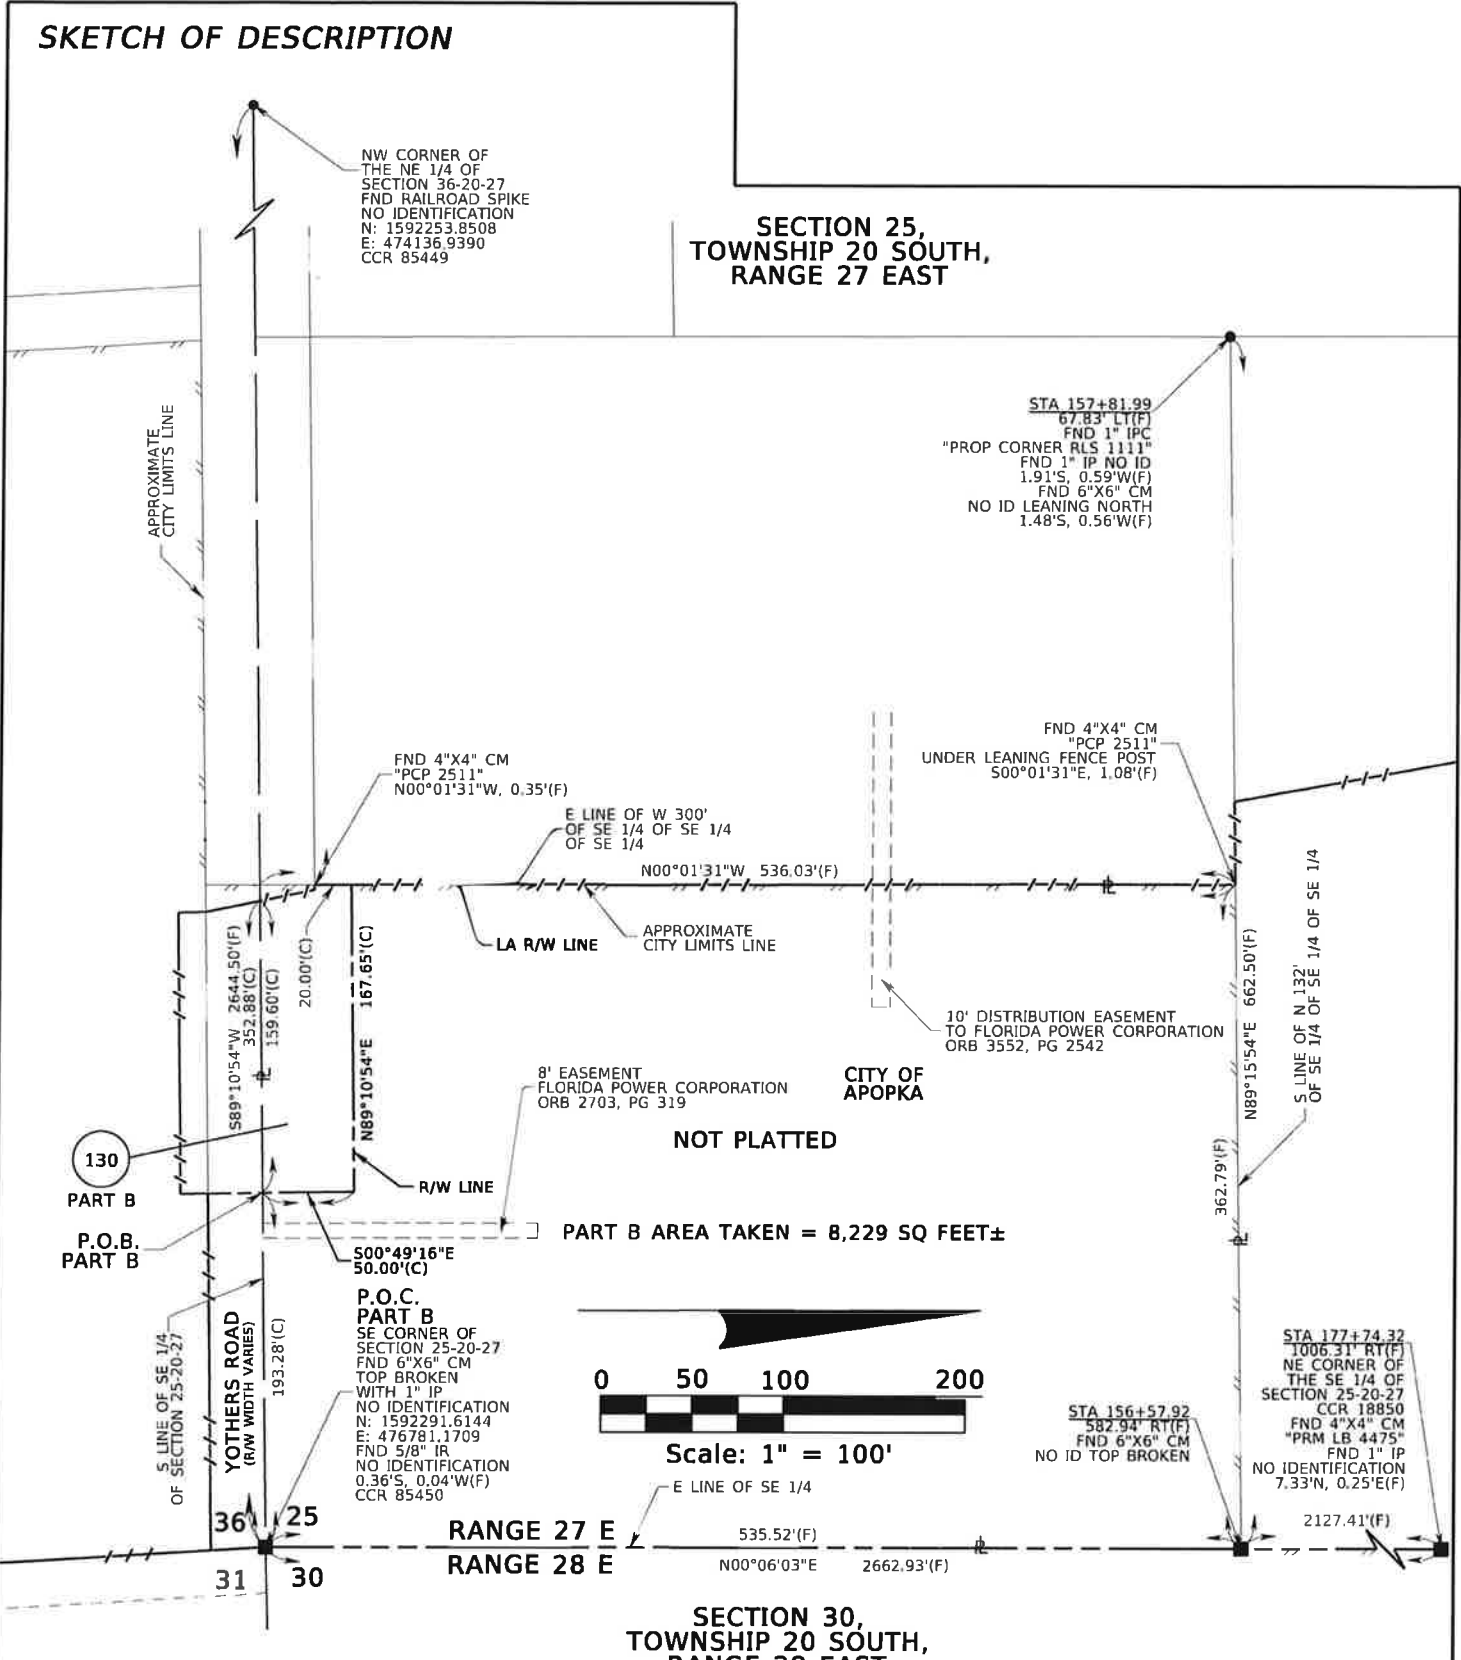 SKETCH OF DESCRIPTION
NW CORNER OF
THE NE 1/4 OF
SECTION 36-20-27
FND RAILROAD SPIKE
NO IDENTIFICATION
N: 1592253.8508
E: 474136.9390
CCR 85449
SECTION 25,
TOWNSHIP 20 SOUTH,
RANGE 27 EAST
STA 157+81.99
67.83' LT(F)
FND 1" IPC
"PROP CORNER RLS 1111"
FND 1" IP NO ID
1.91'S, 0.59'W(F)
FND 6"X6" CM
NO ID LEANING NORTH
1.48'S, 0.56'W(F)
APPROXIMATE
CITY LIMITS LINE
FND 4"X4" CM
"PCP 2511"
N00°01'31"W, 0.35'(F)
FND 4"X4" CM
"PCP 2511"
UNDER LEANING FENCE POST
S00°01'31"E, 1.08'(F)
E LINE OF W 300'
OF SE 1/4 OF SE 1/4
OF SE 1/4
N00°01'31"W 536.03'(F)
LA R/W LINE
APPROXIMATE
CITY LIMITS LINE
S89°10'54"W 2644.50'(F)
352.88'(C)
159.60'(C)
20.00'(C)
N89°10'54"E 167.65'(C)
10' DISTRIBUTION EASEMENT
TO FLORIDA POWER CORPORATION
ORB 3552, PG 2542
N89°15'54"E 662.50'(F)
S LINE OF N 132'
OF SE 1/4 OF SE 1/4 OF SE 1/4
8' EASEMENT
FLORIDA POWER CORPORATION
ORB 2703, PG 319
CITY OF
APOPKA
NOT PLATTED
130
PART B
R/W LINE
362.79'(F)
P.O.B.
PART B
PART B AREA TAKEN = 8,229 SQ FEET±
S00°49'16"E
50.00'(C)
P.O.C.
PART B
SE CORNER OF
SECTION 25-20-27
FND 6"X6" CM
TOP BROKEN
WITH 1" IP
NO IDENTIFICATION
N: 1592291.6144
E: 476781.1709
FND 5/8" IR
NO IDENTIFICATION
0.36'S, 0.04'W(F)
CCR 85450
S LINE OF SE 1/4
OF SECTION 25-20-27
YOTHERS ROAD
(R/W WIDTH VARIES)
193.28'(C)
0 50 100 200
Scale: 1" = 100'
STA 156+57.92
582.94' RT(F)
FND 6"X6" CM
NO ID TOP BROKEN
STA 177+74.32
1006.31' RT(F)
NE CORNER OF
THE SE 1/4 OF
SECTION 25-20-27
CCR 18850
FND 4"X4" CM
"PRM LB 4475"
FND 1" IP
NO IDENTIFICATION
7.33'N, 0.25'E(F)
E LINE OF SE 1/4
36 25
31 30
RANGE 27 E
RANGE 28 E
535.52'(F)
N00°06'03"E 2662.93'(F)
2127.41'(F)
SECTION 30,
TOWNSHIP 20 SOUTH,
RANGE 28 EAST